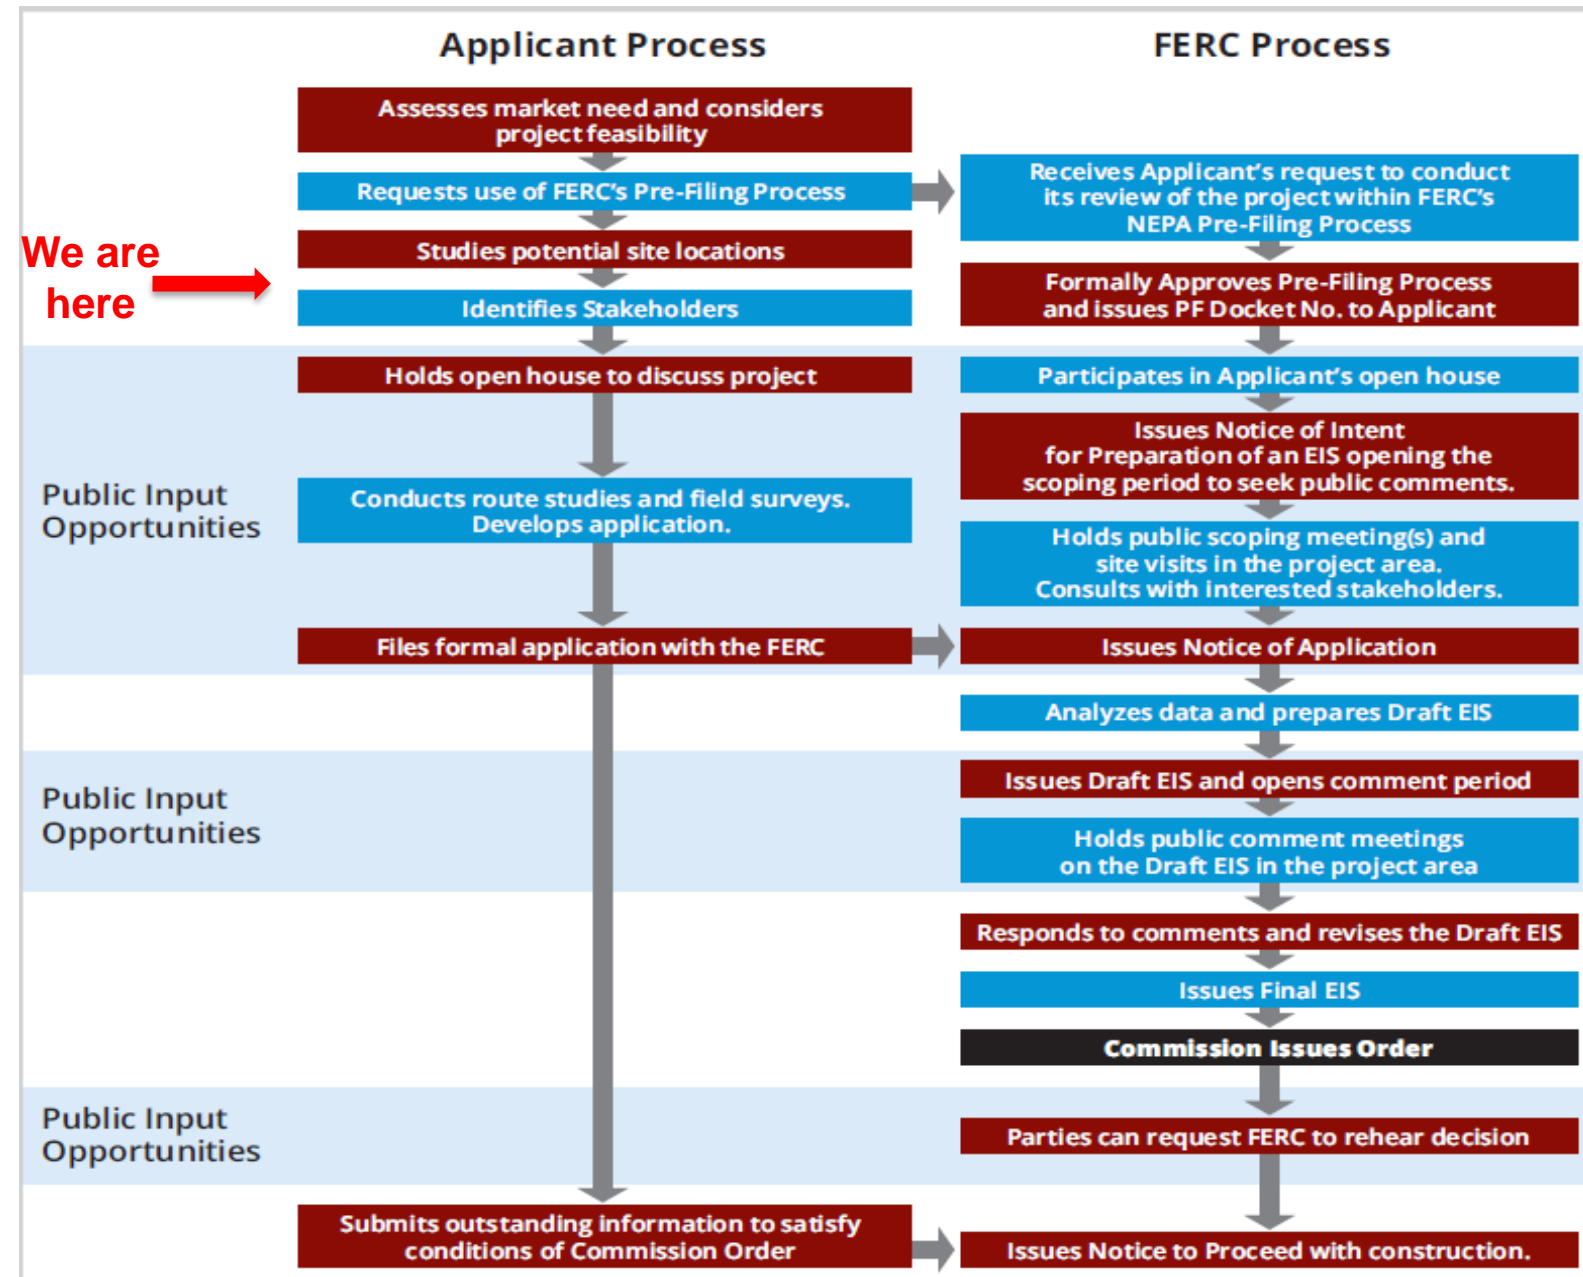 Applicant Process
FERC Process
Assesses market need and considers
project feasibility
Requests use of FERC's Pre-Filing Process
Receives Applicant's request to conduct
its review of the project within FERC's
NEPA Pre-Filing Process
We are
here
Studies potential site locations
Identifies Stakeholders
Formally Approves Pre-Filing Process
and issues PF Docket No. to Applicant
Public Input
Opportunities
Holds open house to discuss project
Participates in Applicant's open house
Issues Notice of Intent
for Preparation of an EIS opening the
scoping period to seek public comments.
Conducts route studies and field surveys.
Develops application.
Holds public scoping meeting(s) and
site visits in the project area.
Consults with interested stakeholders.
Files formal application with the FERC
Issues Notice of Application
Analyzes data and prepares Draft EIS
Public Input
Opportunities
Issues Draft EIS and opens comment period
Holds public comment meetings
on the Draft EIS in the project area
Responds to comments and revises the Draft EIS
Issues Final EIS
Commission Issues Order
Public Input
Opportunities
Parties can request FERC to rehear decision
Submits outstanding information to satisfy
conditions of Commission Order
Issues Notice to Proceed with construction.